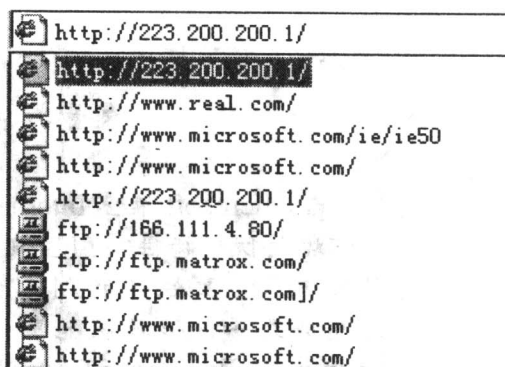 http://223.200.200.1/
http://223.200.200.1/
http://www.real.com/
http://www.microsoft.com/ie/ie50
http://www.microsoft.com/
http://223.200.200.1/
ftp://166.111.4.80/
ftp://ftp.matrox.com/
ftp://ftp.matrox.com]/
http://www.microsoft.com/
http://www.microsoft.com/